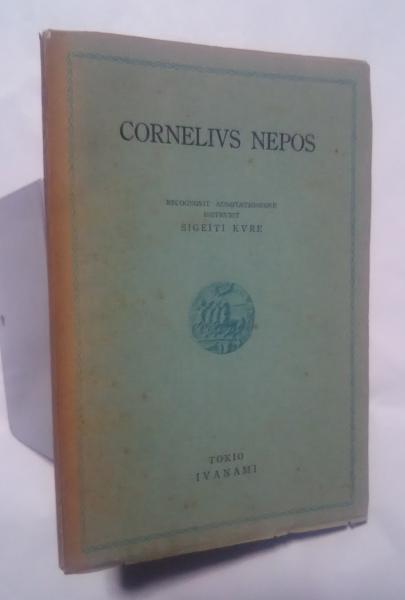 CORNELIVS NEPOS
RECOGNOVIT ADNOTATIONIBVS
INSTRVXIT
SIGEITI KVRE
TOKIO
IVANAMI